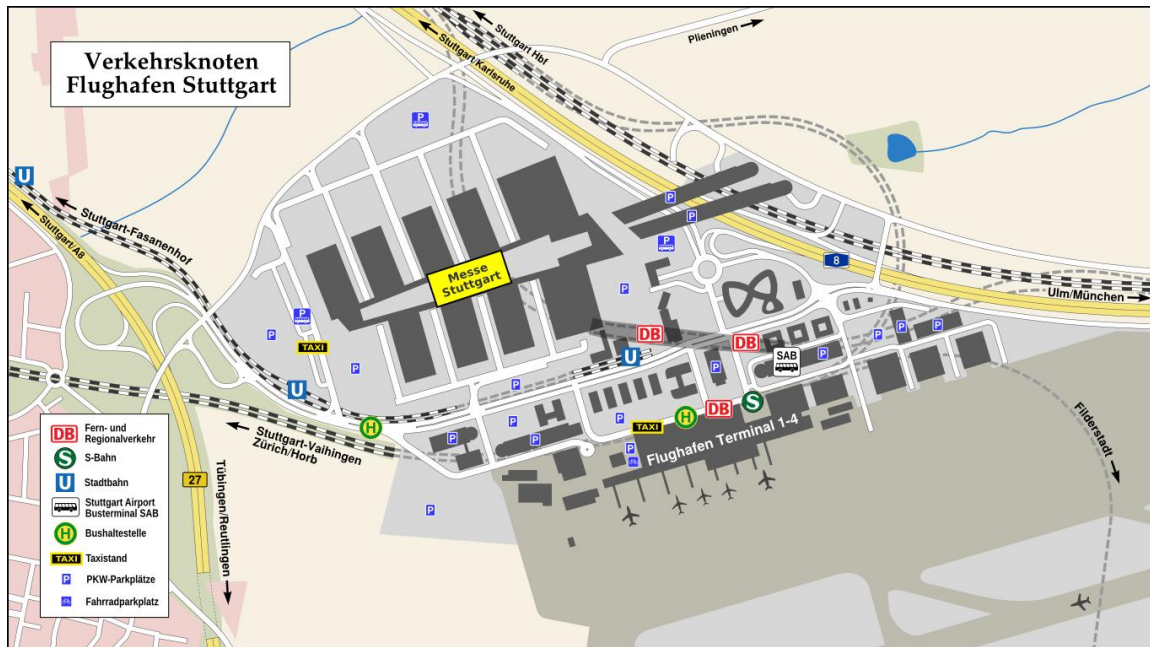 Verkehrsknoten
Flughafen Stuttgart
Stuttgart Hbf
Stuttgart/Karlsruhe
Plieningen
P
U
Stuttgart-Fasanenhof
Stuttgart/A8
P
P
P
Messe
Stuttgart
8
Ulm/München
P
P
P
TAXI
P
DB
DB
P
P
P
P
U
SAB
P
P
U
P
P
S
DB
H
H
P
TAXI
Flughafen Terminal 1-4
P
P
P
Filderstadt
Stuttgart-Vaihingen
Zürich/Horb
27
Tübingen/Reutlingen
P
DB Fern- und
Regionalverkehr
S S-Bahn
U Stadtbahn
Stuttgart Airport
Busterminal SAB
H Bushaltestelle
TAXI Taxistand
P PKW-Parkplätze
Fahrradparkplatz